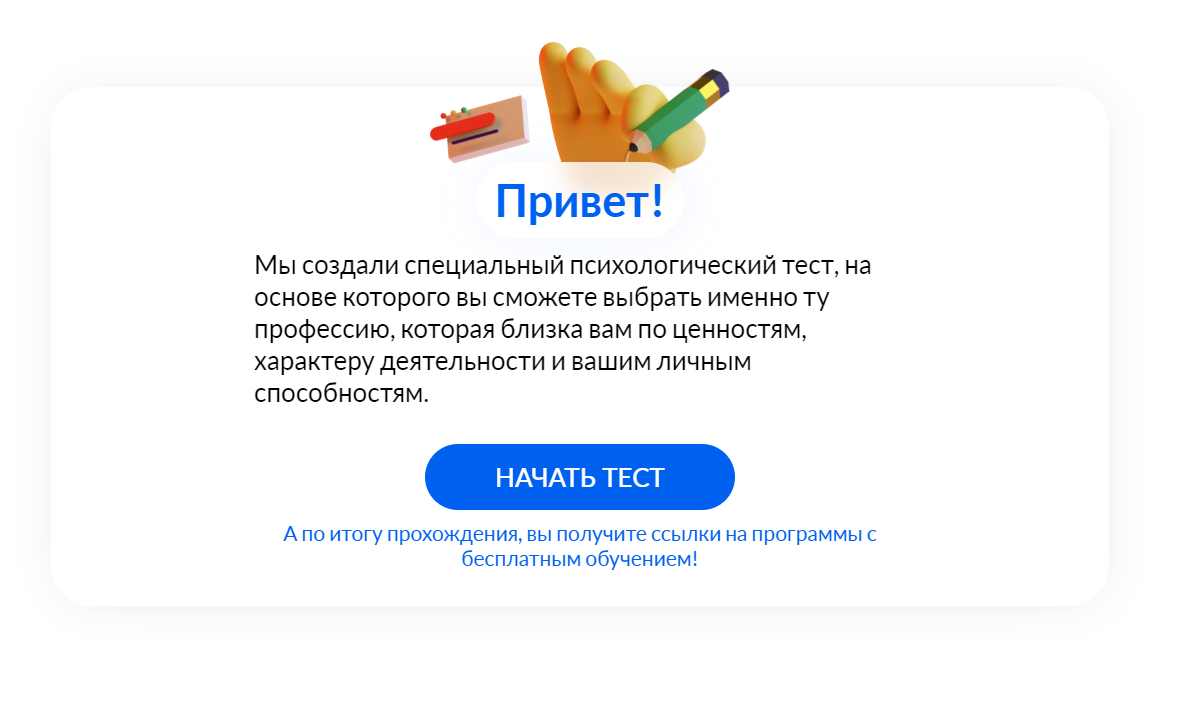 Привет!
Мы создали специальный психологический тест, на
основе которого вы сможете выбрать именно ту
профессию, которая близка вам по ценностям,
характеру деятельности и вашим личным
способностям.
НАЧАТЬ ТЕСТ
А по итогу прохождения, вы получите ссылки на программы с
бесплатным обучением!